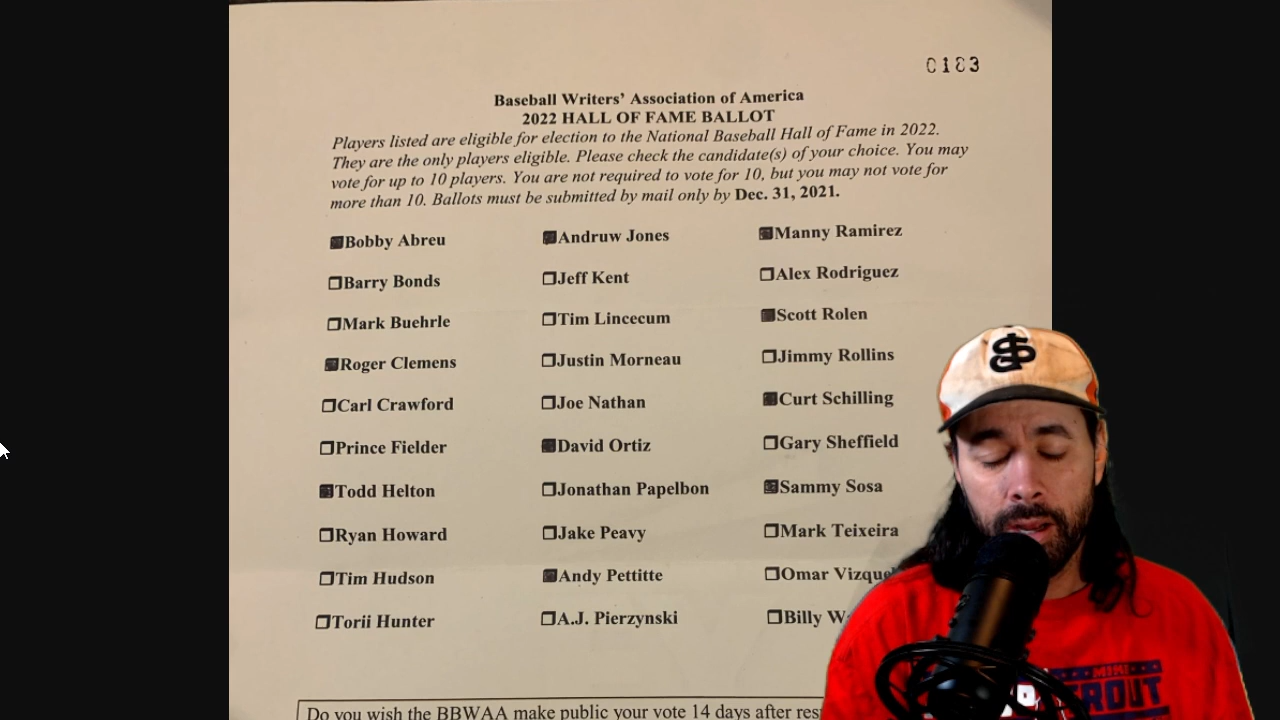 0183
Baseball Writers' Association of America
2022 HALL OF FAME BALLOT
Players listed are eligible for election to the National Baseball Hall of Fame in 2022.
They are the only players eligible. Please check the candidate(s) of your choice. You may
vote for up to 10 players. You are not required to vote for 10, but you may not vote for
more than 10. Ballots must be submitted by mail only by Dec. 31, 2021.
Bobby Abreu
Barry Bonds
Mark Buehrle
Roger Clemens
Carl Crawford
Prince Fielder
Todd Helton
Ryan Howard
Tim Hudson
Torii Hunter
Andruw Jones
Jeff Kent
Tim Lincecum
Justin Morneau
Joe Nathan
David Ortiz
Jonathan Papelbon
Jake Peavy
Andy Pettitte
A.J. Pierzynski
Manny Ramirez
Alex Rodriguez
Scott Rolen
Jimmy Rollins
Curt Schilling
Gary Sheffield
Sammy Sosa
Mark Teixeira
Omar
Billy
Do you wish the BBWAA make public your vote 14 days after